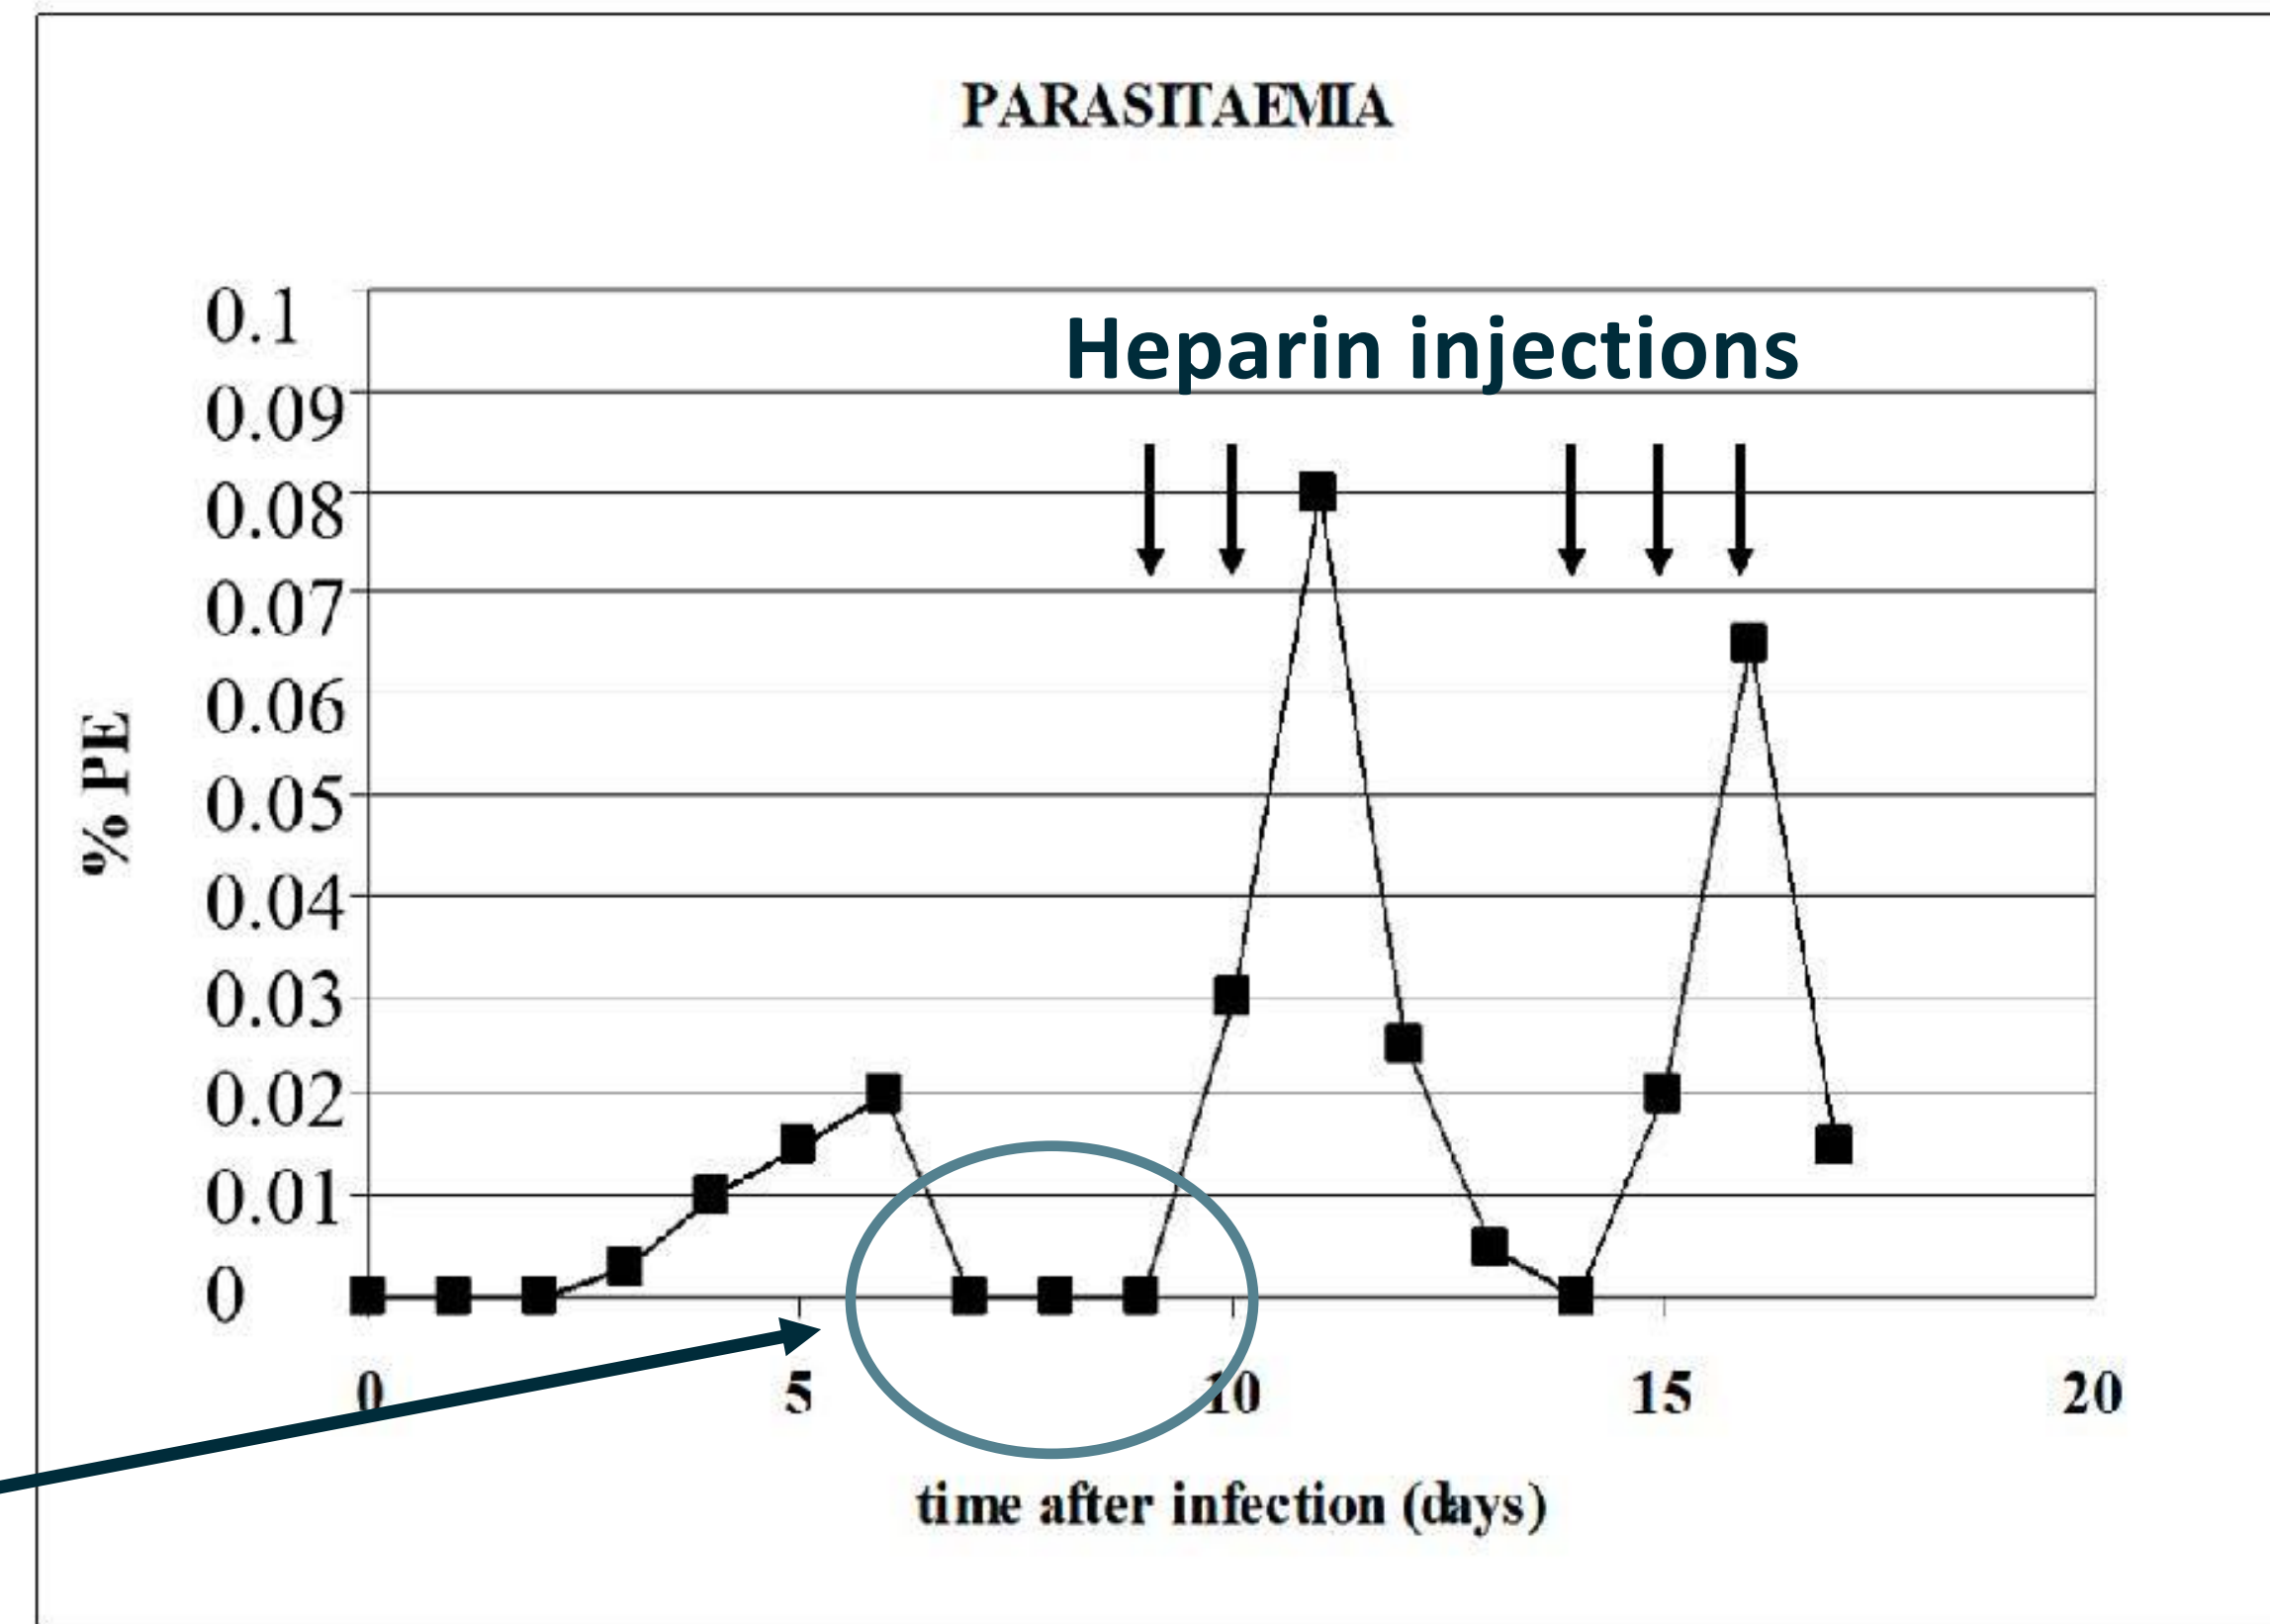 PARASITAEMIA
Heparin injections
0.1
0.09
0.08
0.07
0.06
0.05
0.04
0.03
0.02
0.01
0
% PE
0 5 10 15 20
time after infection (days)